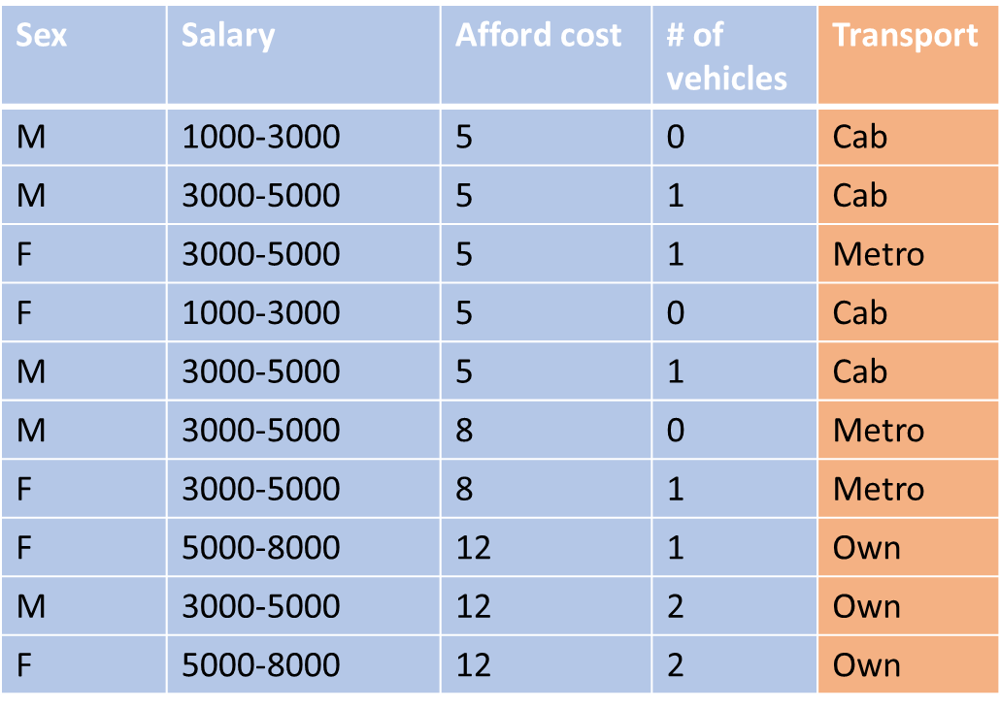 Sex Salary Afford cost # of vehicles Transport
M 1000-3000 5 0 Cab
M 3000-5000 5 1 Cab
F 3000-5000 5 1 Metro
F 1000-3000 5 0 Cab
M 3000-5000 5 1 Cab
M 3000-5000 8 0 Metro
F 3000-5000 8 1 Metro
F 5000-8000 12 1 Own
M 3000-5000 12 2 Own
F 5000-8000 12 2 Own